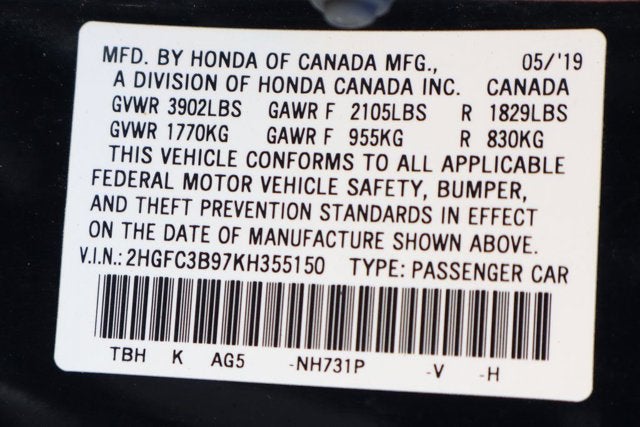 MFD. BY HONDA OF CANADA MFG., 05/'19
A DIVISION OF HONDA CANADA INC. CANADA
GVWR 3902LBS GAWR F 2105LBS R 1829LBS
GVWR 1770KG GAWR F 955KG R 830KG
THIS VEHICLE CONFORMS TO ALL APPLICABLE
FEDERAL MOTOR VEHICLE SAFETY, BUMPER,
AND THEFT PREVENTION STANDARDS IN EFFECT
ON THE DATE OF MANUFACTURE SHOWN ABOVE.
V.I.N.: 2HGFC3B97KH355150 TYPE: PASSENGER CAR
TBH K AG5 -NH731P -V -H